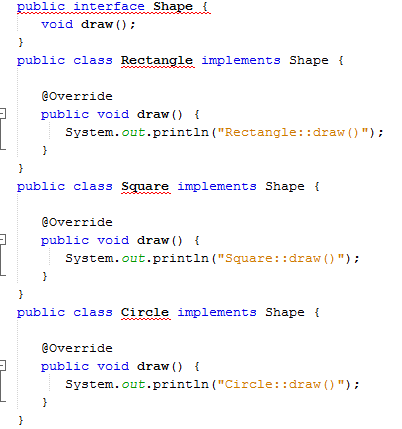 public interface Shape {
   void draw();
}
public class Rectangle implements Shape {
   @Override
   public void draw() {
      System.out.println("Rectangle::draw()");
   }
}
public class Square implements Shape {
   @Override
   public void draw() {
      System.out.println("Square::draw()");
   }
}
public class Circle implements Shape {
   @Override
   public void draw() {
      System.out.println("Circle::draw()");
   }
}